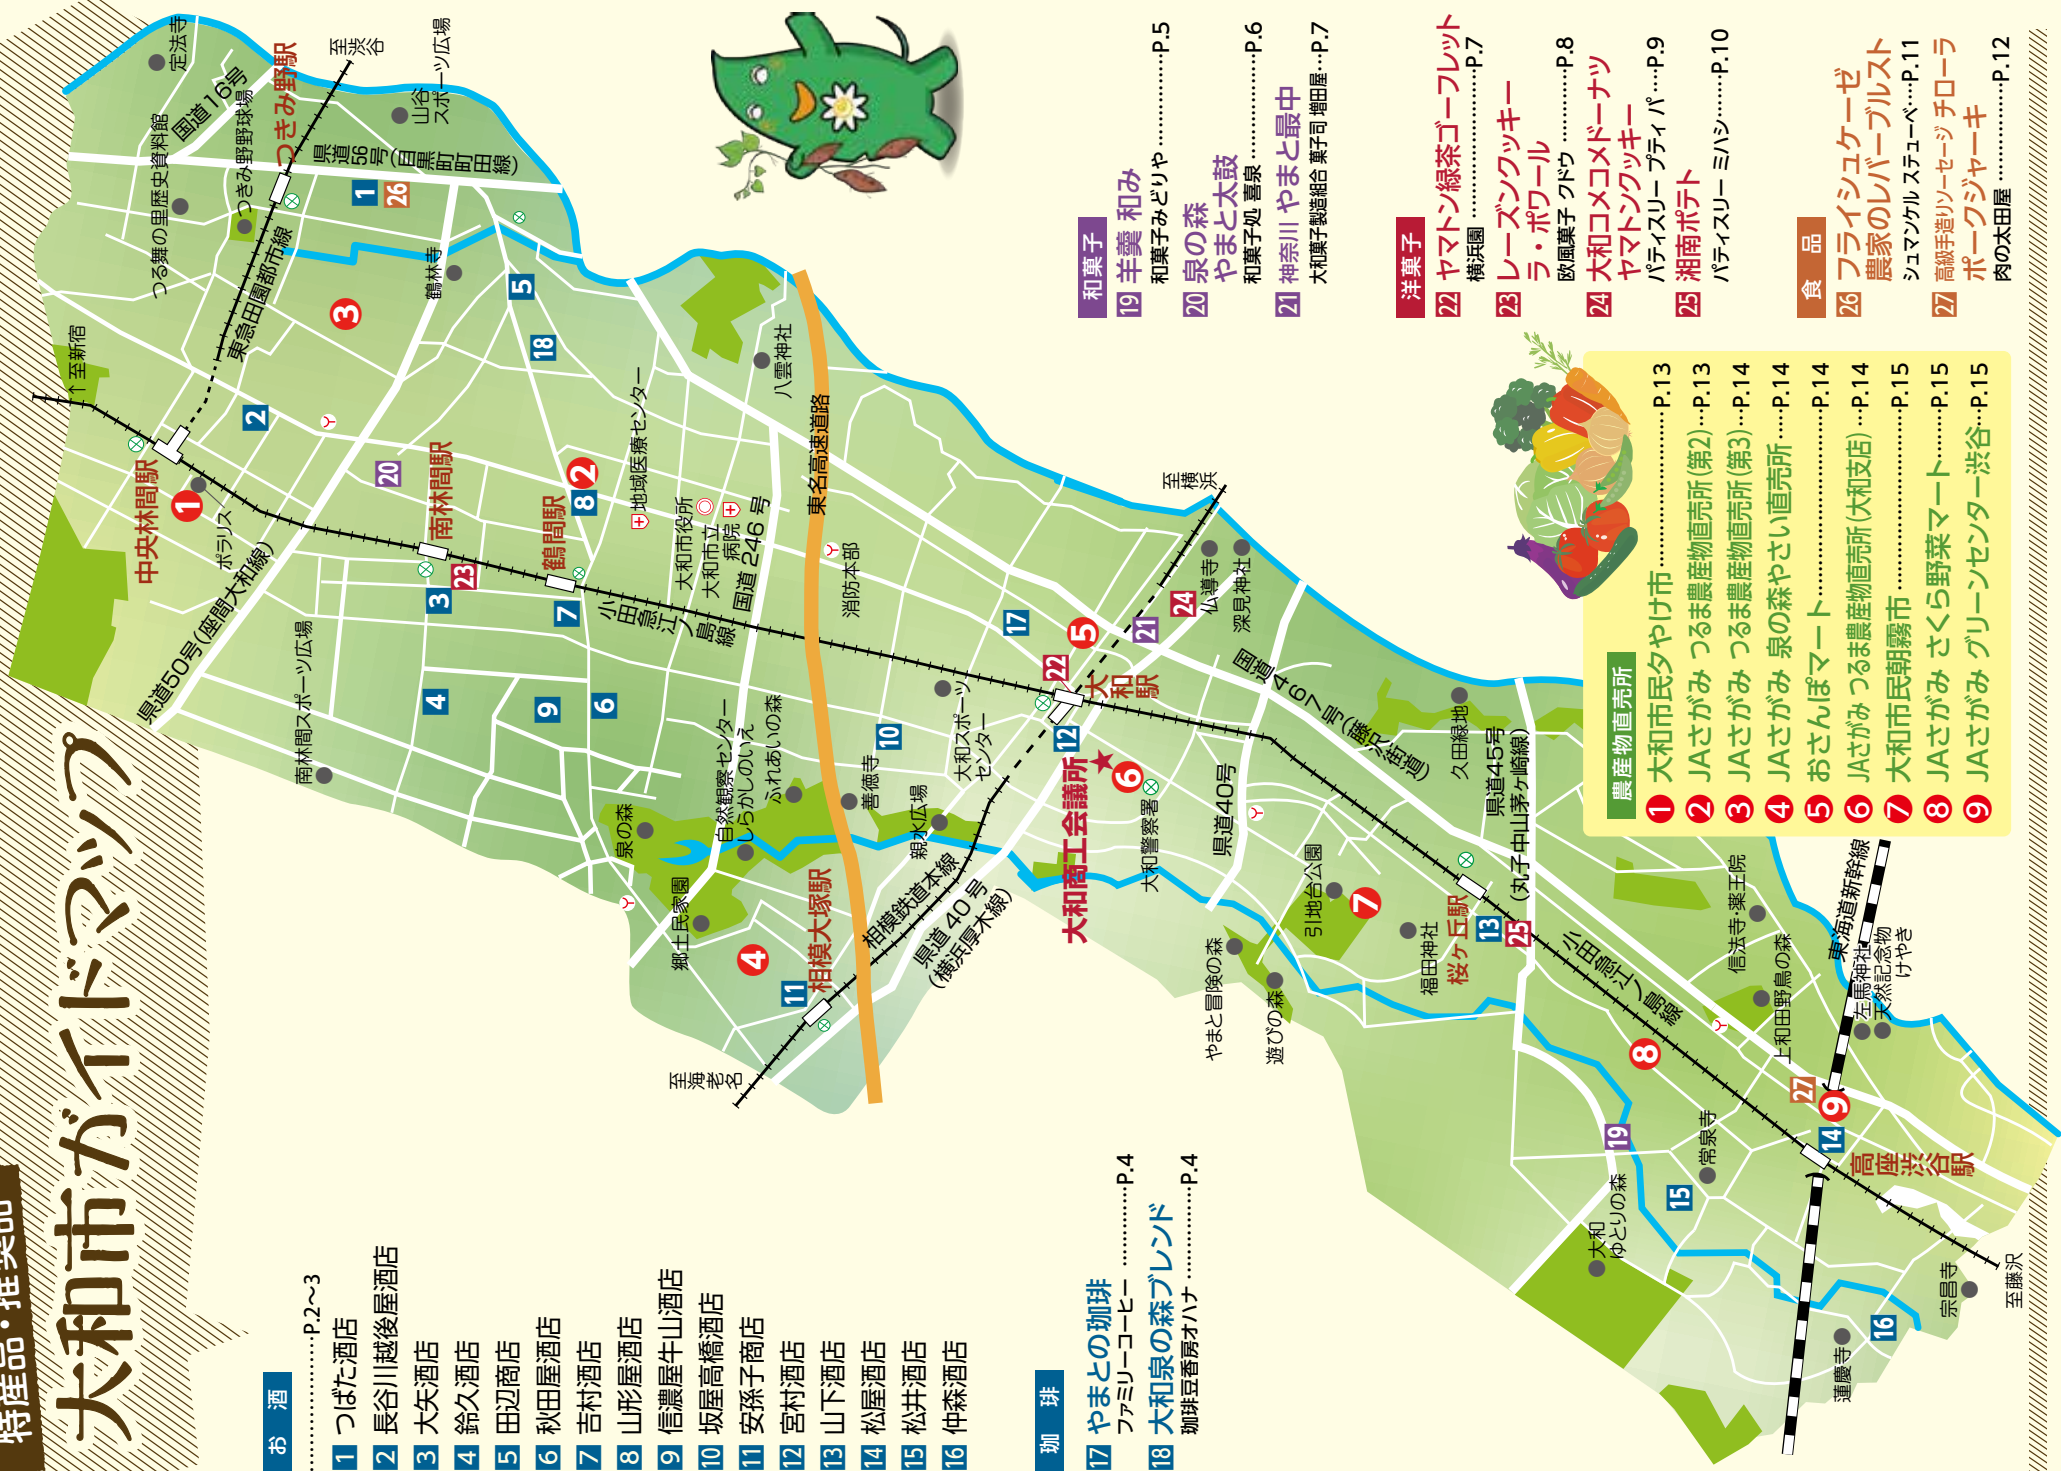 特産品・推奨品
大和市ガイドマップ
お酒
……………P.2〜3
1 つばた酒店
2 長谷川越後屋酒店
3 大矢酒店
4 鈴久酒店
5 田辺商店
6 秋田屋酒店
7 吉村酒店
8 山形屋酒店
9 信濃屋牛山酒店
10 坂屋高橋酒店
11 安孫子商店
12 宮村酒店
13 山下酒店
14 松屋酒店
15 松井酒店
16 仲森酒店
珈琲
17 やまとの珈琲
ファミリーコーヒー …………P.4
18 大和泉の森ブレンド
珈琲豆香房オハナ …………P.4
和菓子
19 羊羹 和み
和菓子みどりや……………P.5
20 泉の森
やまと太鼓
和菓子処 喜泉……………P.6
21 神奈川 やまと最中
大和菓子製造組合 菓子司 増田屋…P.7
洋菓子
22 ヤマトン緑茶ゴーフレット
横浜園……………………P.7
23 レーズンクッキー
ラ・ポワール
欧風菓子 クドウ…………P.8
24 大和コメコメドーナツ
ヤマトンクッキー
パティスリー プティ パ…P.9
25 湘南ポテト
パティスリー ミハシ……P.10
食品
26 フライシュケーゼ
農家のレバーブルスト
シュマンケル ステューベ…P.11
27 高級手造りソーセージ チローラ
ポークジャーキ
肉の太田屋……………P.12
農産物直売所
1 大和市民夕やけ市……………P.13
2 JAさがみ つるま農産物直売所(第2)…P.13
3 JAさがみ つるま農産物直売所(第3)…P.14
4 JAさがみ 泉の森やさい直売所……P.14
5 おさんぽマート……………………P.14
6 JAさがみ つるま農産物直売所(大和支店)…P.14
7 大和市民朝霧市……………………P.15
8 JAさがみ さくら野菜マート……P.15
9 JAさがみ グリーンセンター渋谷…P.15
定法寺
国道16号
つきみ野駅
至渋谷
山谷
スポーツ広場
つる舞の里歴史資料館
つきみ野野球場
県道56号(目黒町町田線)
1
26
東急田園都市線
鶴林寺
3
5
18
↑至新宿
2
中央林間駅
1
ポラリス
県道50号(座間大和線)
20
南林間駅
23
3
鶴間駅
8
2
7
地域医療センター
八雲神社
大和市役所
大和市立
病院
国道246号
東名高速道路
消防本部
小田急江ノ島線
南林間スポーツ広場
4
9
6
泉の森
自然観察センター
しらかしのいえ
ふれあいの森
善徳寺
10
親水広場
大和スポーツ
センター
郷土民家園
4
11
相模大塚駅
相模鉄道本線
県道40号
(横浜厚木線)
至海老名
至横浜
17
5
22
21
24
仏導寺
深見神社
大和駅
12
大和商工会議所
6
大和警察署
県道40号
国道467号(藤沢街道)
久田緑地
県道45号
(丸子中山茅ヶ崎線)
引地台公園
7
やまと冒険の森
遊びの森
福田神社
桜ヶ丘駅
13
25
小田急江ノ島線
信法寺・薬王院
上和田野鳥の森
東海道新幹線
左馬神社
天然記念物
けやき
8
27
9
14
高座渋谷駅
19
常泉寺
15
大和
ゆとりの森
16
蓮慶寺
宗昌寺
至藤沢